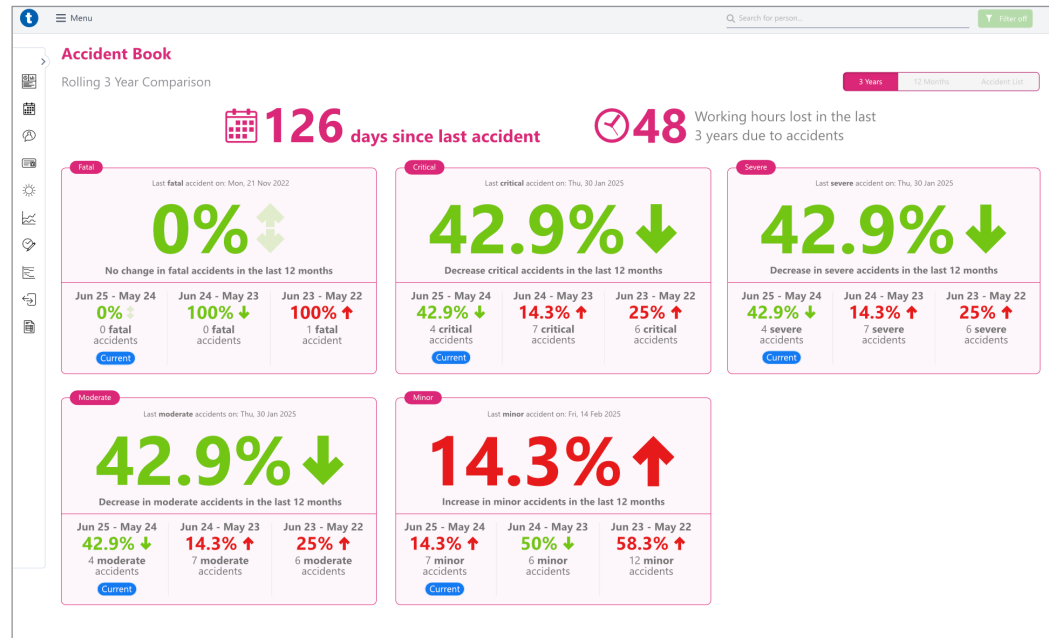 t
Menu
Search for person...
Filter off
Accident Book
Rolling 3 Year Comparison
3 Years
12 Months
Accident List
126 days since last accident
48
Working hours lost in the last
3 years due to accidents
Fatal
Last fatal accident on: Mon, 21 Nov 2022
0%
No change in fatal accidents in the last 12 months
Jun 25 - May 24
0%
0 fatal
accidents
Current
Jun 24 - May 23
100%
0 fatal
accidents
Jun 23 - May 22
100%
1 fatal
accident
Critical
Last critical accident on: Thu, 30 Jan 2025
42.9%
Decrease critical accidents in the last 12 months
Jun 25 - May 24
42.9%
4 critical
accidents
Current
Jun 24 - May 23
14.3%
7 critical
accidents
Jun 23 - May 22
25%
6 critical
accidents
Severe
Last severe accident on: Thu, 30 Jan 2025
42.9%
Decrease in severe accidents in the last 12 months
Jun 25 - May 24
42.9%
4 severe
accidents
Current
Jun 24 - May 23
14.3%
7 severe
accidents
Jun 23 - May 22
25%
6 severe
accidents
Moderate
Last moderate accidents on: Thu, 30 Jan 2025
42.9%
Decrease in moderate accidents in the last 12 months
Jun 25 - May 24
42.9%
4 moderate
accidents
Current
Jun 24 - May 23
14.3%
7 moderate
accidents
Jun 23 - May 22
25%
6 moderate
accidents
Minor
Last minor accident on: Fri, 14 Feb 2025
14.3%
Increase in minor accidents in the last 12 months
Jun 25 - May 24
14.3%
7 minor
accidents
Current
Jun 24 - May 23
50%
6 minor
accidents
Jun 23 - May 22
58.3%
12 minor
accidents